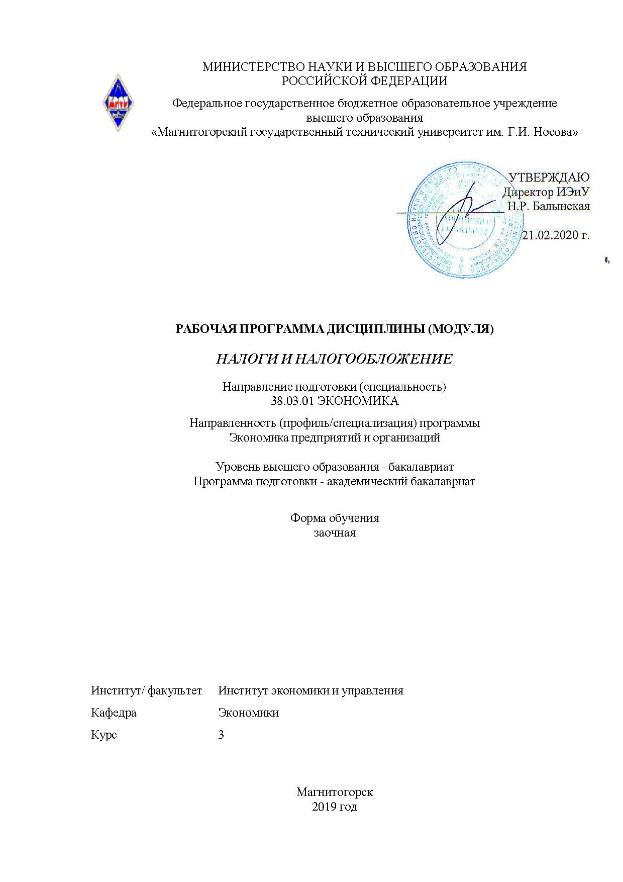 МИНИСТЕРСТВО НАУКИ И ВЫСШЕГО ОБРАЗОВАНИЯ
РОССИЙСКОЙ ФЕДЕРАЦИИ
Федеральное государственное бюджетное образовательное учреждение
высшего образования
«Магнитогорский государственный технический университет им. Г.И. Носова»
УТВЕРЖДАЮ
Директор ИЭиУ
Н.Р. Балынская
21.02.2020 г.
РАБОЧАЯ ПРОГРАММА ДИСЦИПЛИНЫ (МОДУЛЯ)
НАЛОГИ И НАЛОГООБЛОЖЕНИЕ
Направление подготовки (специальность)
38.03.01 ЭКОНОМИКА
Направленность (профиль/специализация) программы
Экономика предприятий и организаций
Уровень высшего образования - бакалавриат
Программа подготовки - академический бакалавриат
Форма обучения
заочная
Институт/ факультет Институт экономики и управления
Кафедра Экономики
Курс 3
Магнитогорск
2019 год